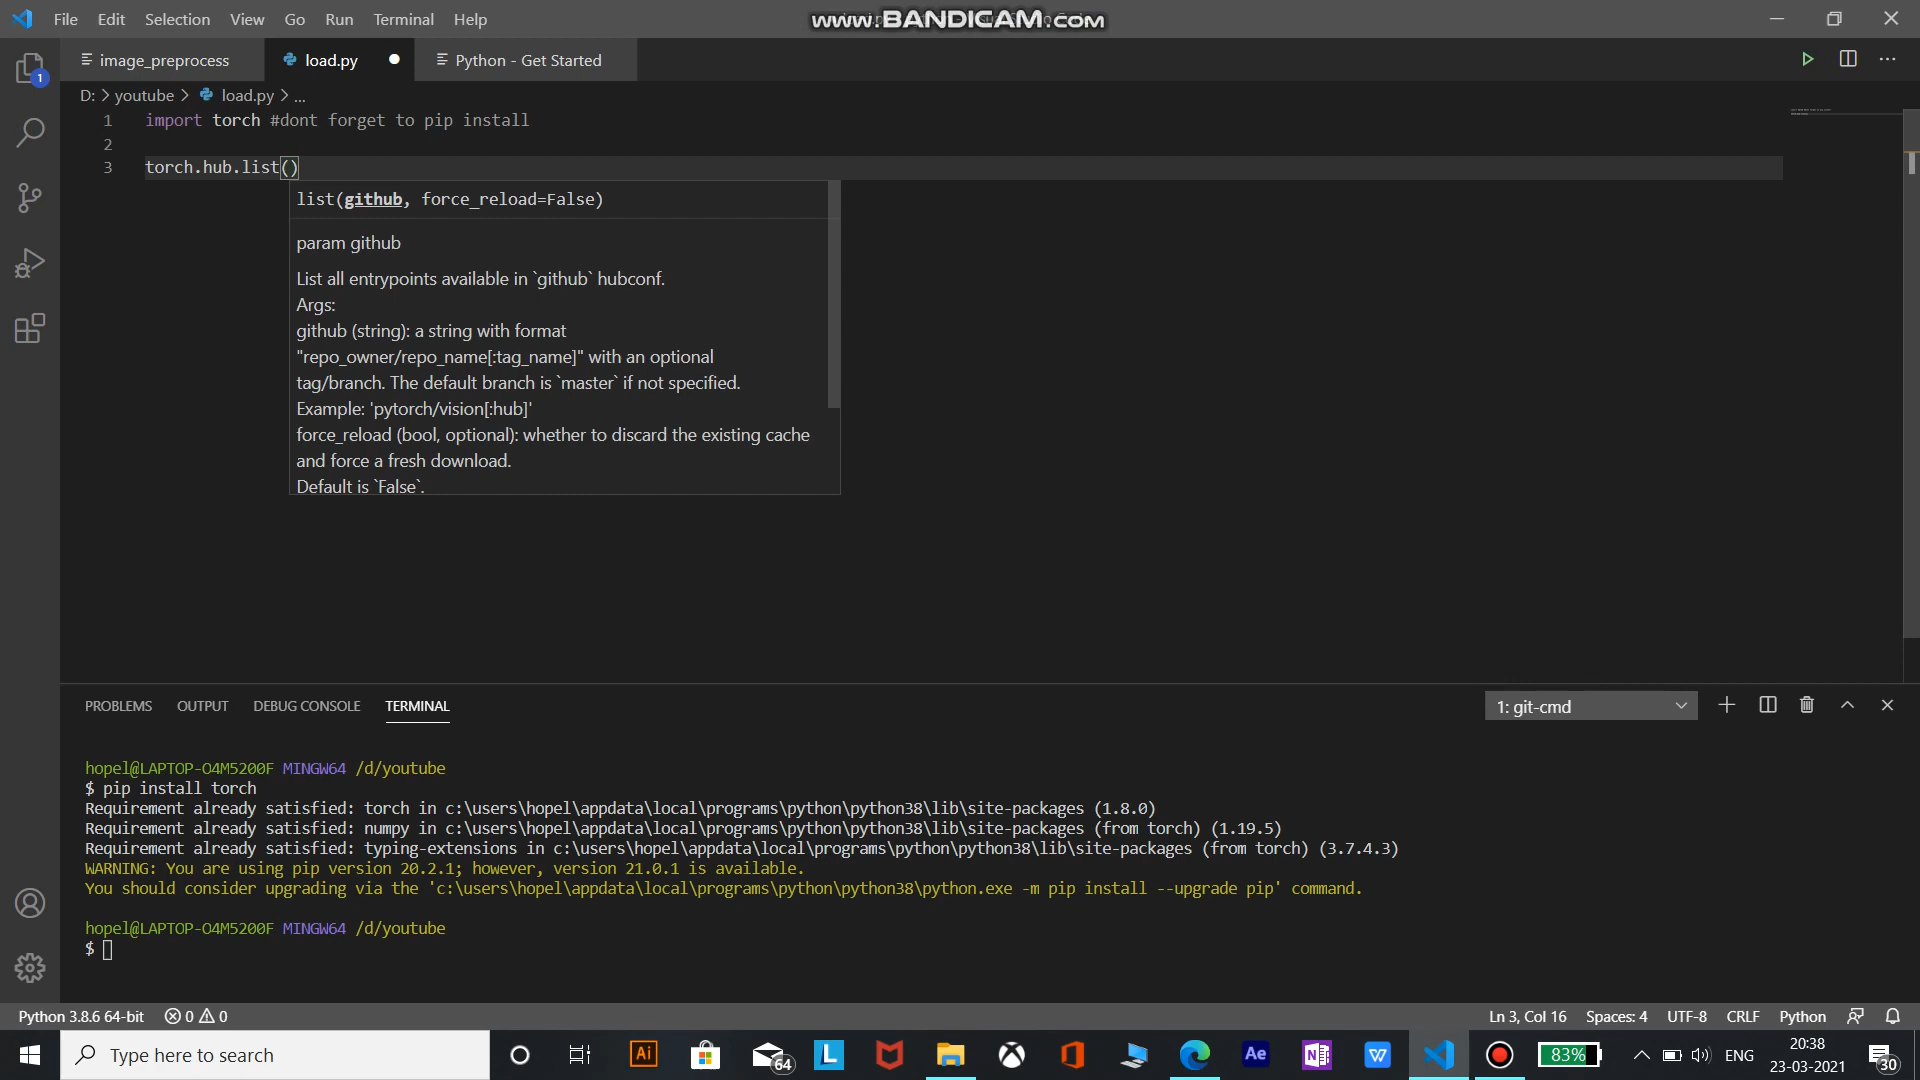 File Edit Selection View Go Run Terminal Help
www.BANDICAM.com
image_preprocess load.py Python - Get Started
1
D: > youtube > load.py > ...
1 import torch #dont forget to pip install
2
3 torch.hub.list()
list(github, force_reload=False)
param github
List all entrypoints available in `github` hubconf.
Args:
github (string): a string with format
"repo_owner/repo_name[:tag_name]" with an optional
tag/branch. The default branch is `master` if not specified.
Example: 'pytorch/vision[:hub]'
force_reload (bool, optional): whether to discard the existing cache
and force a fresh download.
Default is `False`.
PROBLEMS OUTPUT DEBUG CONSOLE TERMINAL 1: git-cmd
hopel@LAPTOP-O4M5200F MINGW64 /d/youtube
$ pip install torch
Requirement already satisfied: torch in c:\users\hopel\appdata\local\programs\python\python38\lib\site-packages (1.8.0)
Requirement already satisfied: numpy in c:\users\hopel\appdata\local\programs\python\python38\lib\site-packages (from torch) (1.19.5)
Requirement already satisfied: typing-extensions in c:\users\hopel\appdata\local\programs\python\python38\lib\site-packages (from torch) (3.7.4.3)
WARNING: You are using pip version 20.2.1; however, version 21.0.1 is available.
You should consider upgrading via the 'c:\users\hopel\appdata\local\programs\python\python38\python.exe -m pip install --upgrade pip' command.
hopel@LAPTOP-O4M5200F MINGW64 /d/youtube
$
Python 3.8.6 64-bit 0 0 Ln 3, Col 16 Spaces: 4 UTF-8 CRLF Python
Type here to search Ai 64 L Ae N W 83% ENG 20:38
23-03-2021 30